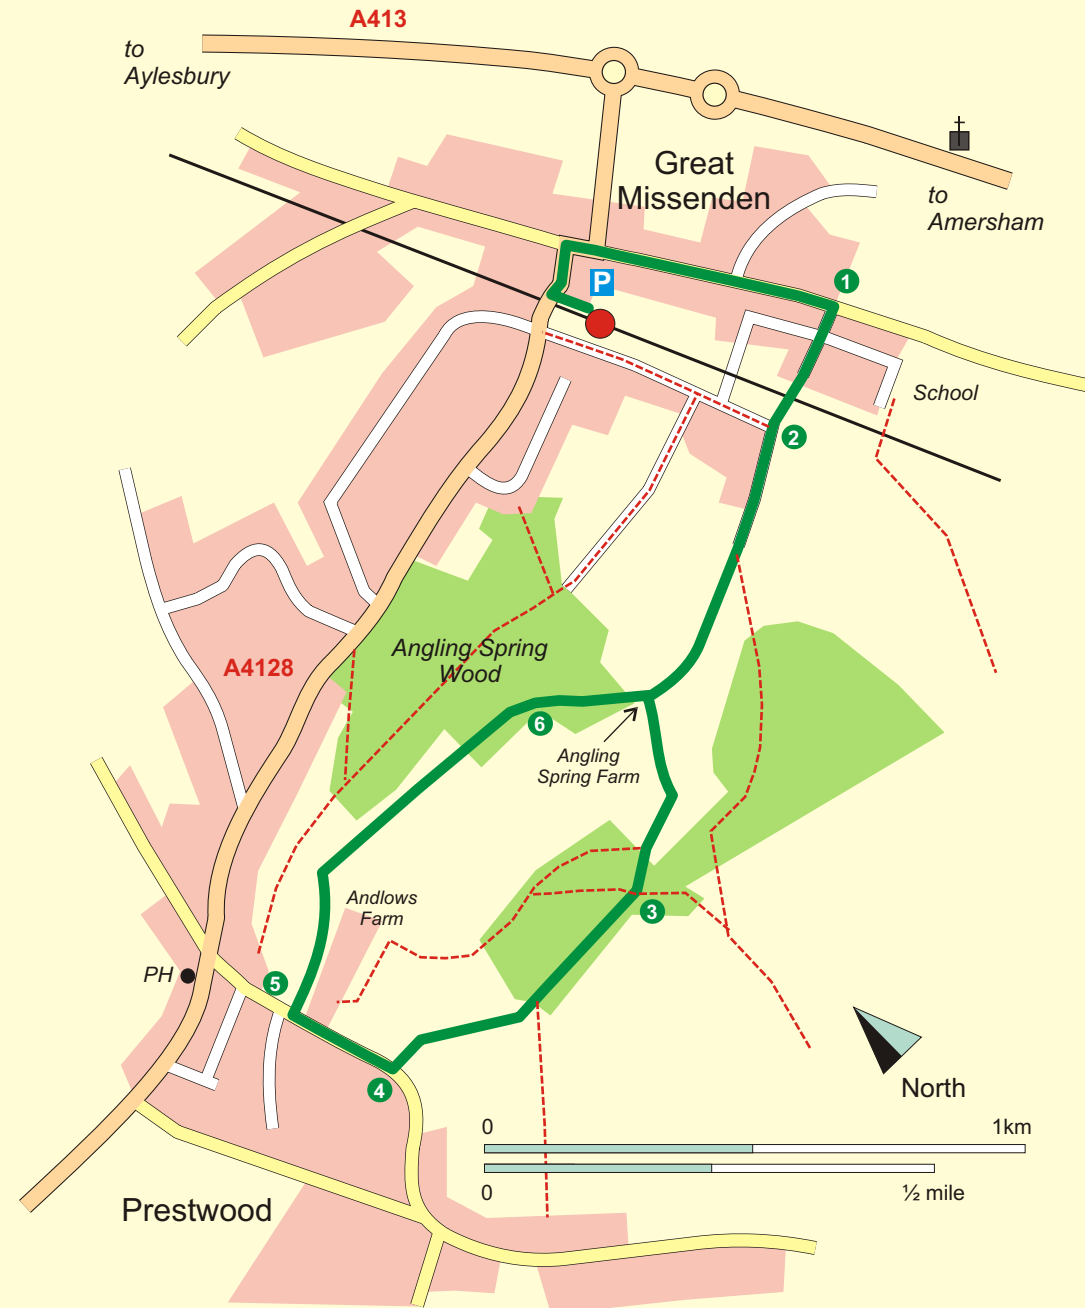 A413
to
Aylesbury
Great
Missenden
to
Amersham
P
1
School
2
Angling Spring
Wood
A4128
6
Angling
Spring Farm
Andlows
Farm
3
PH
5
4
North
0
1km
0
½ mile
Prestwood